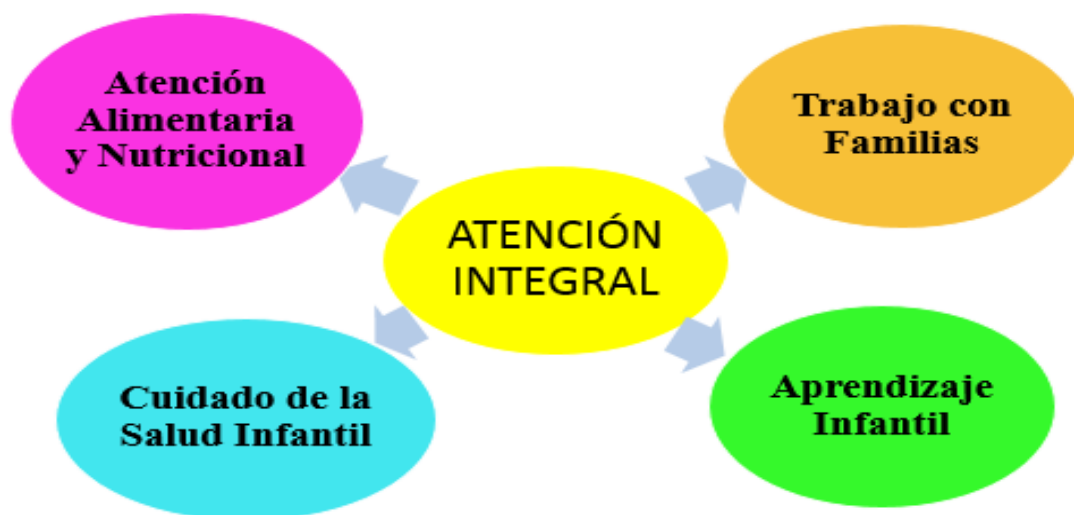 Atención
Alimentaria
y Nutricional
Trabajo con
Familias
ATENCIÓN
INTEGRAL
Cuidado de la
Salud Infantil
Aprendizaje
Infantil